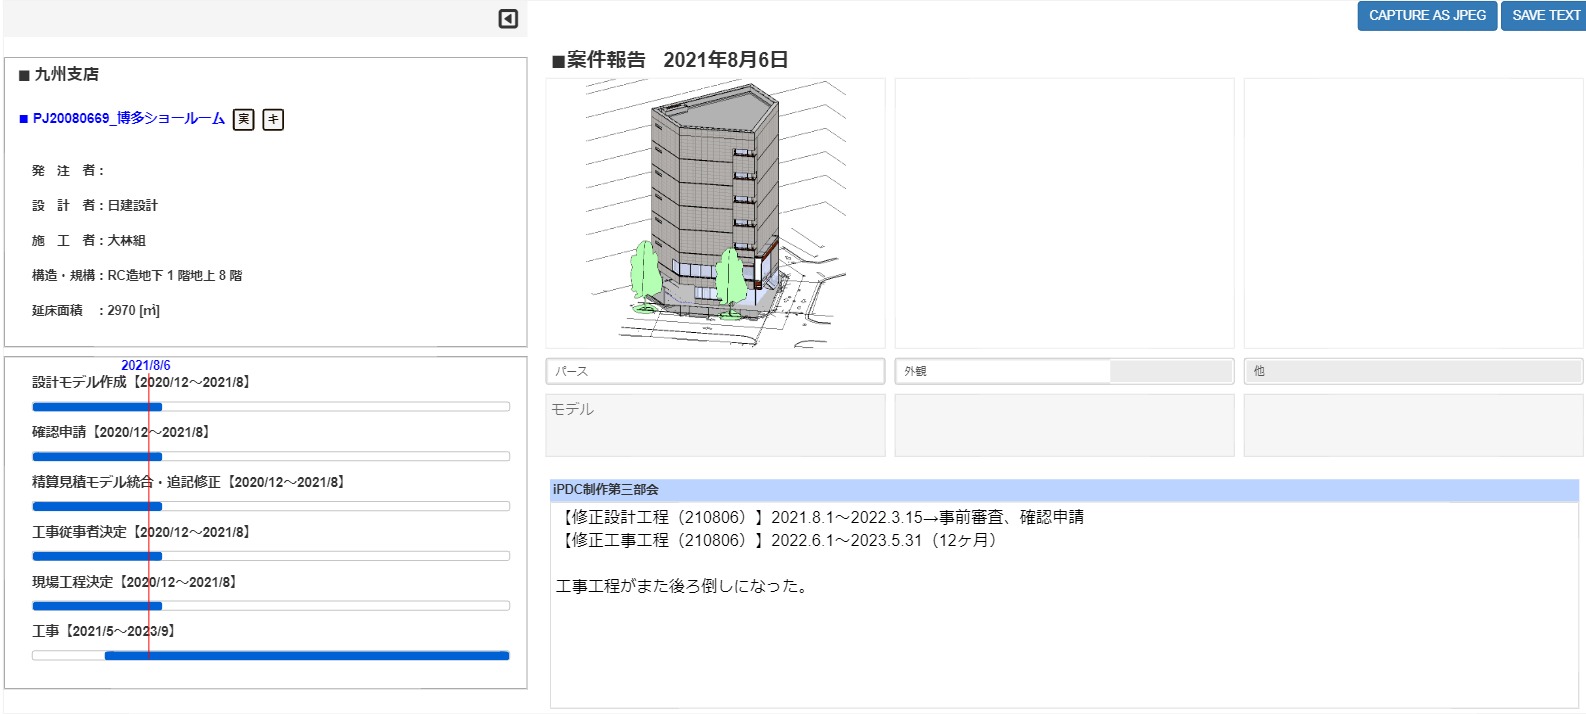 CAPTURE AS JPEG
SAVE TEXT
■ 九州支店
■ PJ20080669_博多ショールーム 実 キ
発　注　者：
設　計　者：日建設計
施　工　者：大林組
構造・規構：RC造地下１階地上８階
延床面積　：2970 [㎡]
2021/8/6
設計モデル作成【2020/12～2021/8】
確認申請【2020/12～2021/8】
精算見積モデル統合・追記修正【2020/12～2021/8】
工事従事者決定【2020/12～2021/8】
現場工程決定【2020/12～2021/8】
工事【2021/5～2023/9】
■案件報告　2021年8月6日
パース
外観
他
モデル
iPDC制作第三部会
【修正設計工程（210806）】2021.8.1～2022.3.15→事前審査、確認申請
【修正工事工程（210806）】2022.6.1～2023.5.31（12ヶ月）
工事工程がまた後ろ倒しになった。